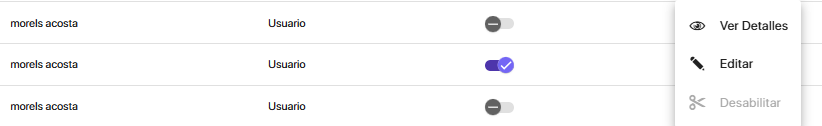 morels acosta Usuario
Ver Detalles
morels acosta Usuario
Editar
morels acosta Usuario
Desabilitar